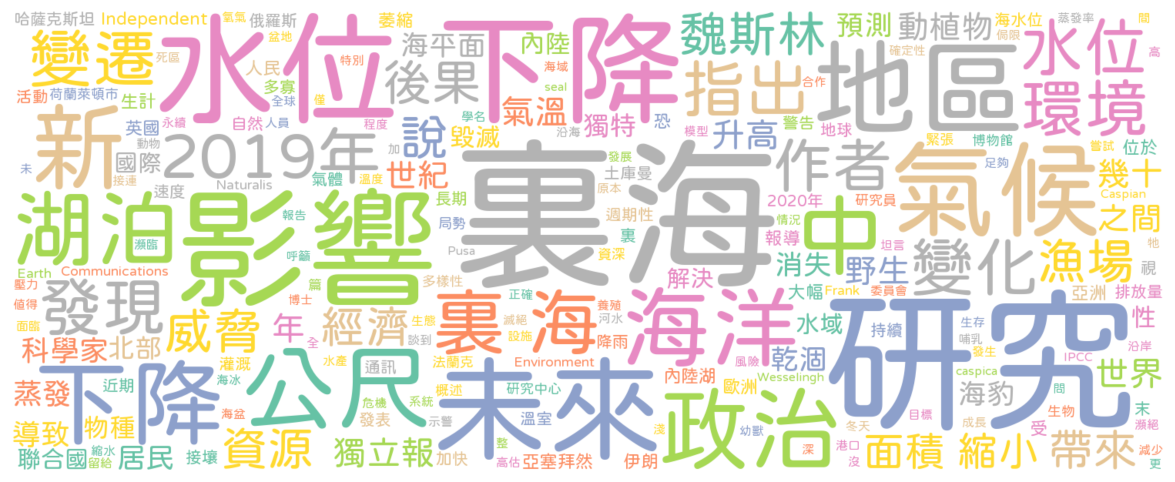 哈薩克斯坦 Independent 氫氣 俄羅斯 萎縮
盆地
變遷
死區
水位
下降
特別
人民
多寡
全球
活動 荷蘭萊頓市 生計
永續 自然 人員 程度
海平面
後果
內陸
海域
seal
氣溫
獨特
恐
魏斯林
預測
動植物
海水位
侷限
蒸發率
確定性
水位
環境
高
指出
合作
地區
新
未
英國
動物
國際
接連
速度
2019年
Naturalis
加
說
毀滅
學名
沿海
世紀
氣體
溫度
升高
警告
地球
模型
緊張
博物館
足夠
嘗試
位於
幾十
Caspian
之間
牠
裏海
發展
土庫曼
原本
作者
2020年
研究員
氣候
湖泊
瀕臨
影響
報告
呼籲
長期
局勢
Pusa
週期性
裏
資深
情況
報導
中
坦言
消失
野生
變化
漁場
視
Earth
Communications
壓力
值得
發現
面臨
篇
博士
威脅
年
全
多樣性
正確
滅絕
養殖
河水
解決
大幅
Frank
委員會
亞洲
排放量
性
經濟
生態
談到
裏海
設施
降雨
海洋
風險
水域
持續
生存
哺乳
發生
IPCC
沿岸
科學家
北部
灌溉
水產
通訊
法蘭克
Environment
內陸湖
Wesselingh
歐洲
乾涸
caspica
海豹
問
世界
蒸發
近期
下降
海冰
公尺
危機
系統
概述
研究中心
未來
溫室
政治
幼獸
研究
目標
生物
末
瀕絕
導致
物種
海盆
資源
獨立報
發表
示警
加快
整
高估
亞塞拜然
伊朗
淺
深
港口
沒
冬天
成長
受
面積
縮小
帶來
減少
更
聯合國
縮水
留給
居民
接壤